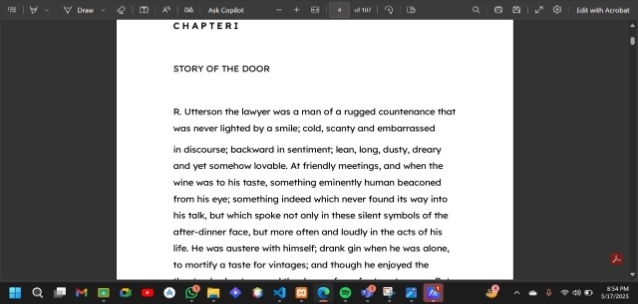 Draw
Ask Copilot
4 of 107
Edit with Acrobat
CHAPTERI
STORY OF THE DOOR
R. Utterson the lawyer was a man of a rugged countenance that
was never lighted by a smile; cold, scanty and embarrassed
in discourse; backward in sentiment; lean, long, dusty, dreary
and yet somehow lovable. At friendly meetings, and when the
wine was to his taste, something eminently human beaconed
from his eye; something indeed which never found its way into
his talk, but which spoke not only in these silent symbols of the
after-dinner face, but more often and loudly in the acts of his
life. He was austere with himself; drank gin when he was alone,
to mortify a taste for vintages; and though he enjoyed the
8:54 PM
5/17/2026